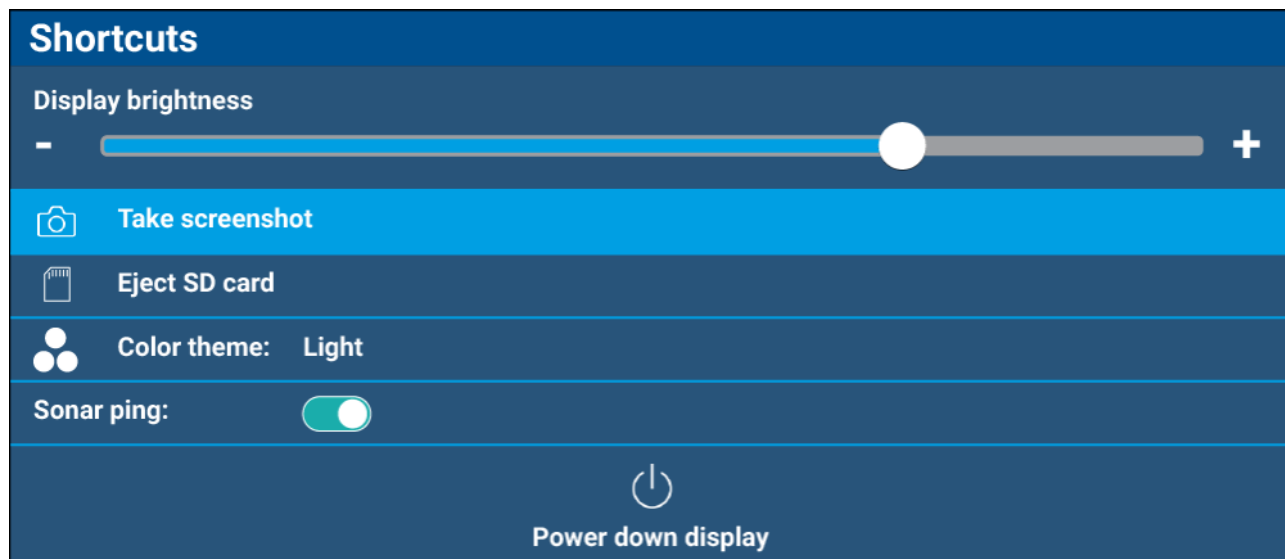 Shortcuts
Display brightness
- +
Take screenshot
Eject SD card
Color theme: Light
Sonar ping:
Power down display